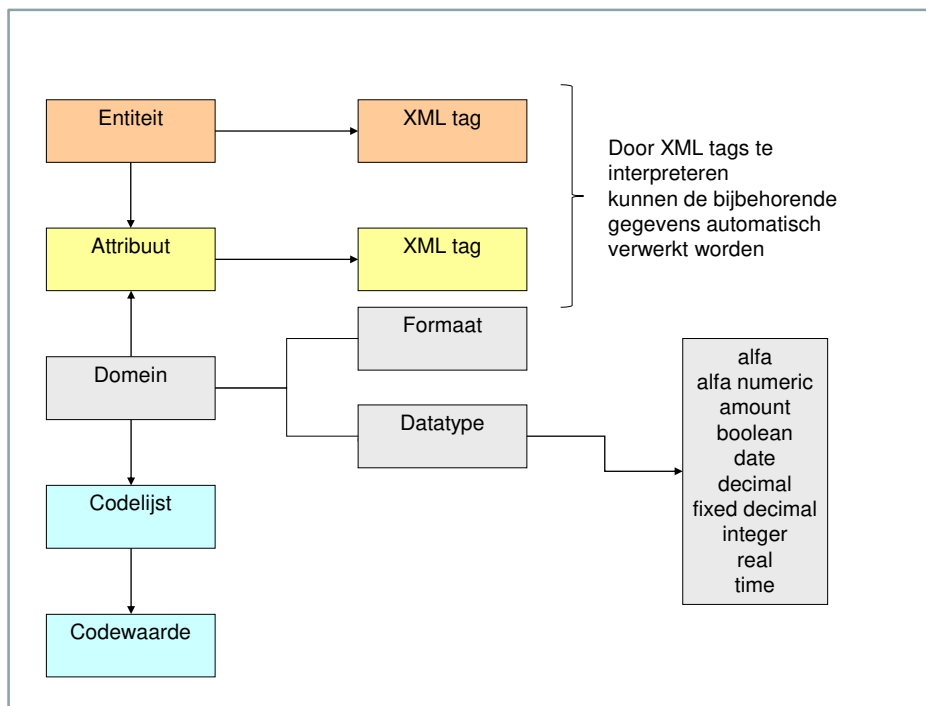 Entiteit
XML tag
Door XML tags te
interpreteren
kunnen de bijbehorende
gegevens automatisch
verwerkt worden
Attribuut
XML tag
Formaat
Domein
Datatype
alfa
alfa numeric
amount
boolean
date
decimal
fixed decimal
integer
real
time
Codelijst
Codewaarde